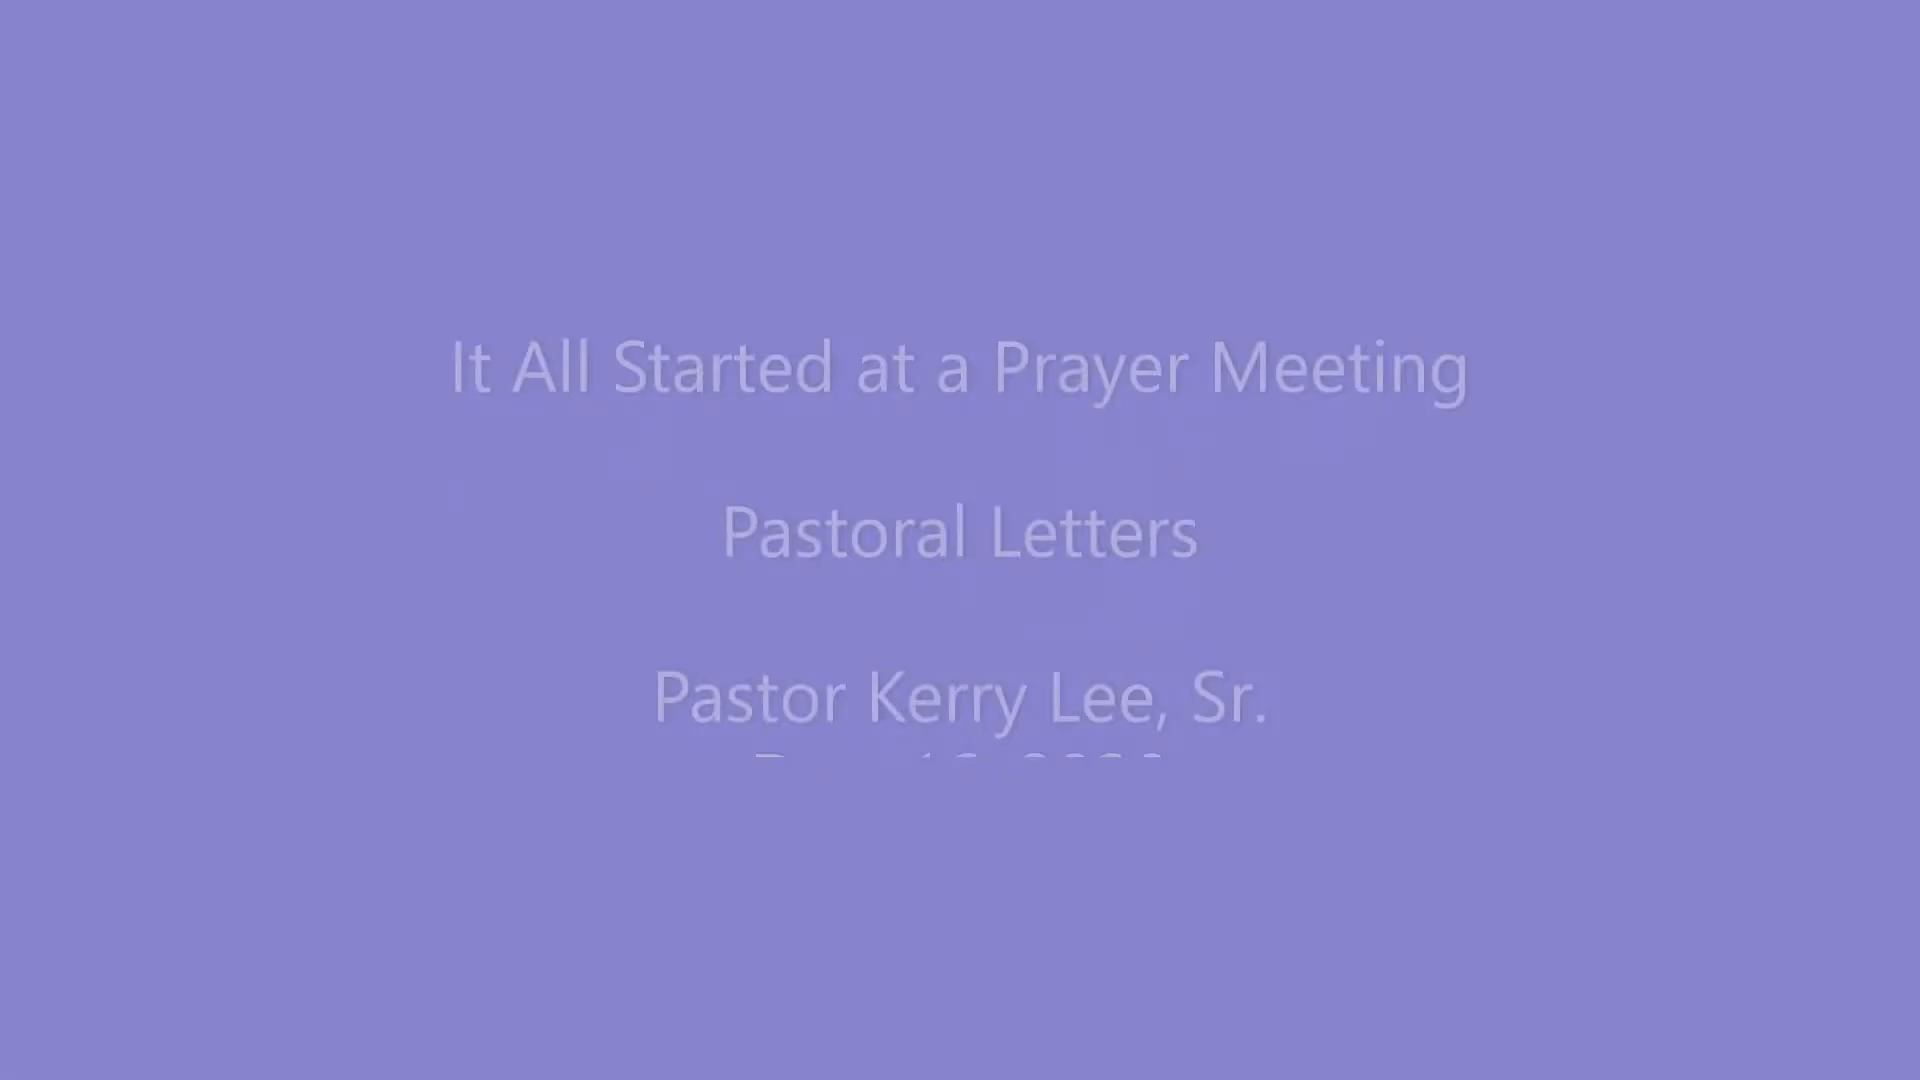 It All Started at a Prayer Meeting
Pastoral Letters
Pastor Kerry Lee, Sr.